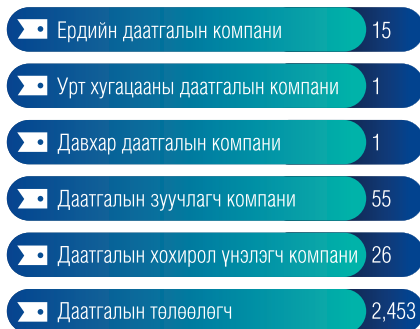 Ердийн даатгалын компани 15
Урт хугацааны даатгалын компани 1
Давхар даатгалын компани 1
Даатгалын зуучлагч компани 55
Даатгалын хохирол үнэлэгч компани 26
Даатгалын төлөөлөгч 2,453